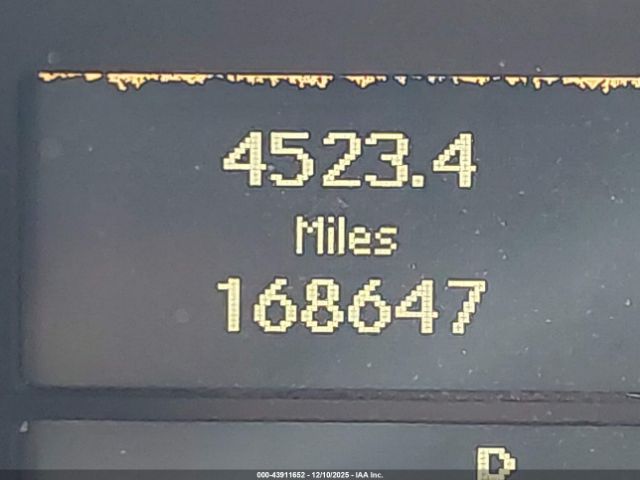 4523.4
Miles
168647
P
000-43911652 - 12/10/2025 - IAA Inc.